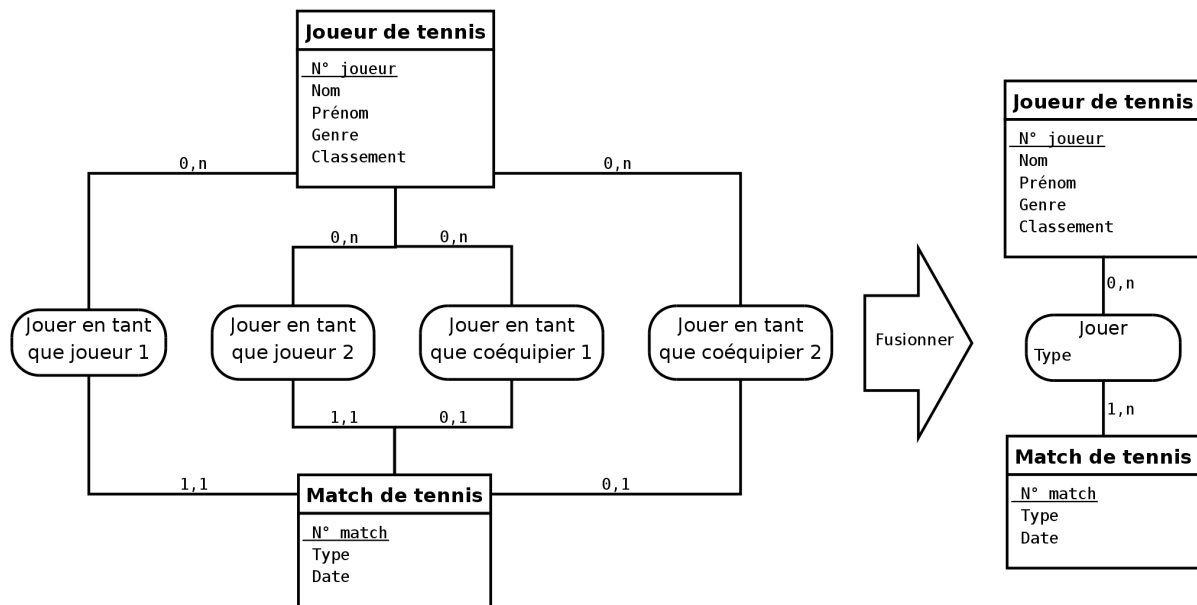 Joueur de tennis
N° joueur
Nom
Prénom
Genre
Classement
0,n
0,n
0,n
0,n
Jouer en tant
que joueur 1
Jouer en tant
que joueur 2
Jouer en tant
que coéquipier 1
Jouer en tant
que coéquipier 2
1,1
0,1
1,1
0,1
Match de tennis
N° match
Type
Date
Fusionner
Joueur de tennis
N° joueur
Nom
Prénom
Genre
Classement
0,n
Jouer
Type
1,n
Match de tennis
N° match
Type
Date